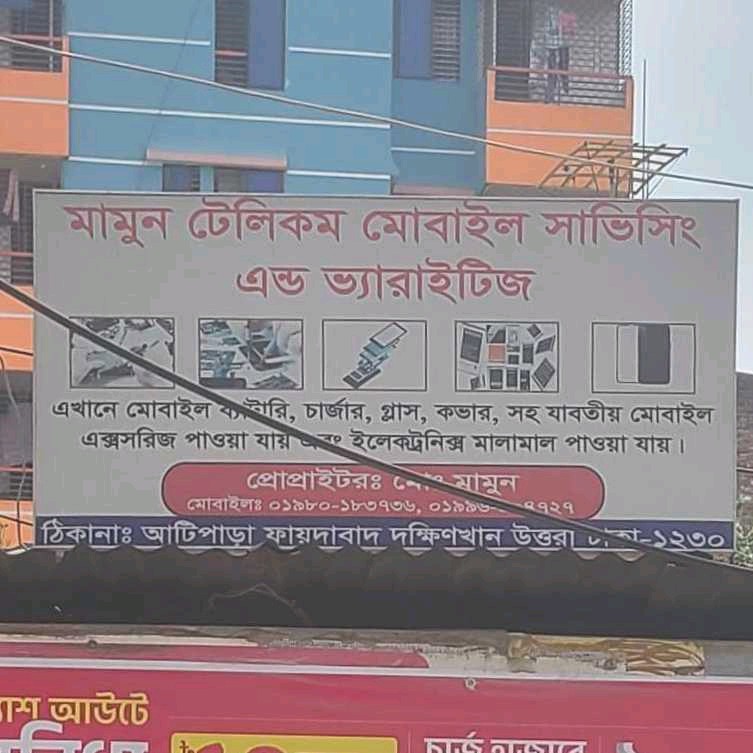 মামুন টেলিকম মোবাইল সাভিসিং
এন্ড ভ্যারাইটিজ
এখানে মোবাইল ব্যাটারি, চার্জার, গ্লাস, কভার, সহ যাবতীয় মোবাইল
এক্সসরিজ পাওয়া যায় এবং ইলেকট্রনিক্স মালামাল পাওয়া যায়।
প্রোপ্রাইটরঃ মোঃ মামুন
মোবাইলঃ ০১৯৮০-১৮৩৭৩৬,
ঠিকানাঃ আটিপাড়া ফায়দাবাদ দক্ষিণখান উত্তরা ঢাকা-১২৩০
আউটে